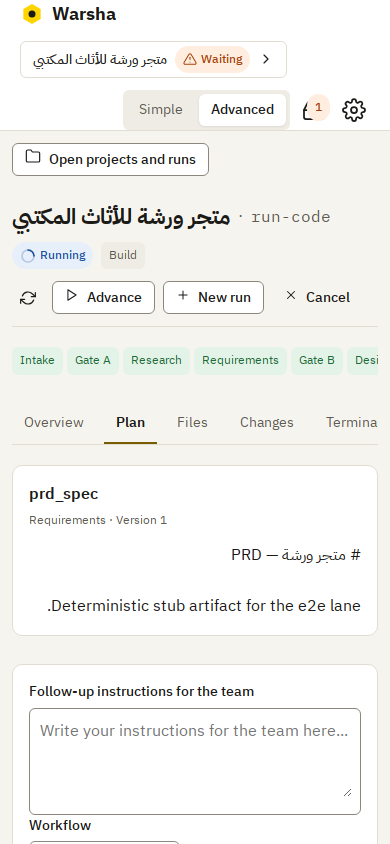 Warsha
متجر ورشة للأثاث المكتبي Waiting
Simple Advanced 1
Open projects and runs
متجر ورشة للأثاث المكتبي · run-code
Running Build
Advance New run Cancel
Intake Gate A Research Requirements Gate B Desi
Overview Plan Files Changes Termina
prd_spec
Requirements · Version 1
# متجر ورشة — PRD
Deterministic stub artifact for the e2e lane.
Follow-up instructions for the team
Write your instructions for the team here...
Workflow